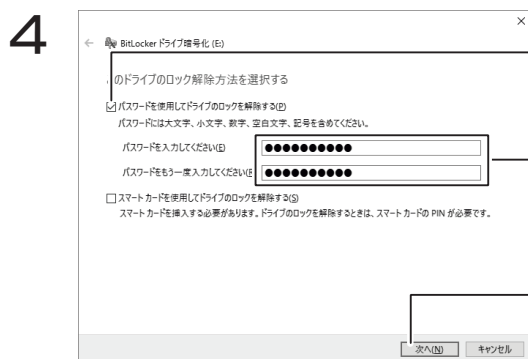 4
BitLocker ドライブ暗号化 (E:)
のドライブのロック解除方法を選択する
パスワードを使用してドライブのロックを解除する(P)
パスワードには大文字、小文字、数字、空白文字、記号を含めてください。
パスワードを入力してください(E) ●●●●●●●●●●
パスワードをもう一度入力してください( ●●●●●●●●●●
スマート カードを使用してドライブのロックを解除する(S)
スマート カードを挿入する必要があります。ドライブのロックを解除するときは、スマート カードの PIN が必要です。
次へ(N) キャンセル